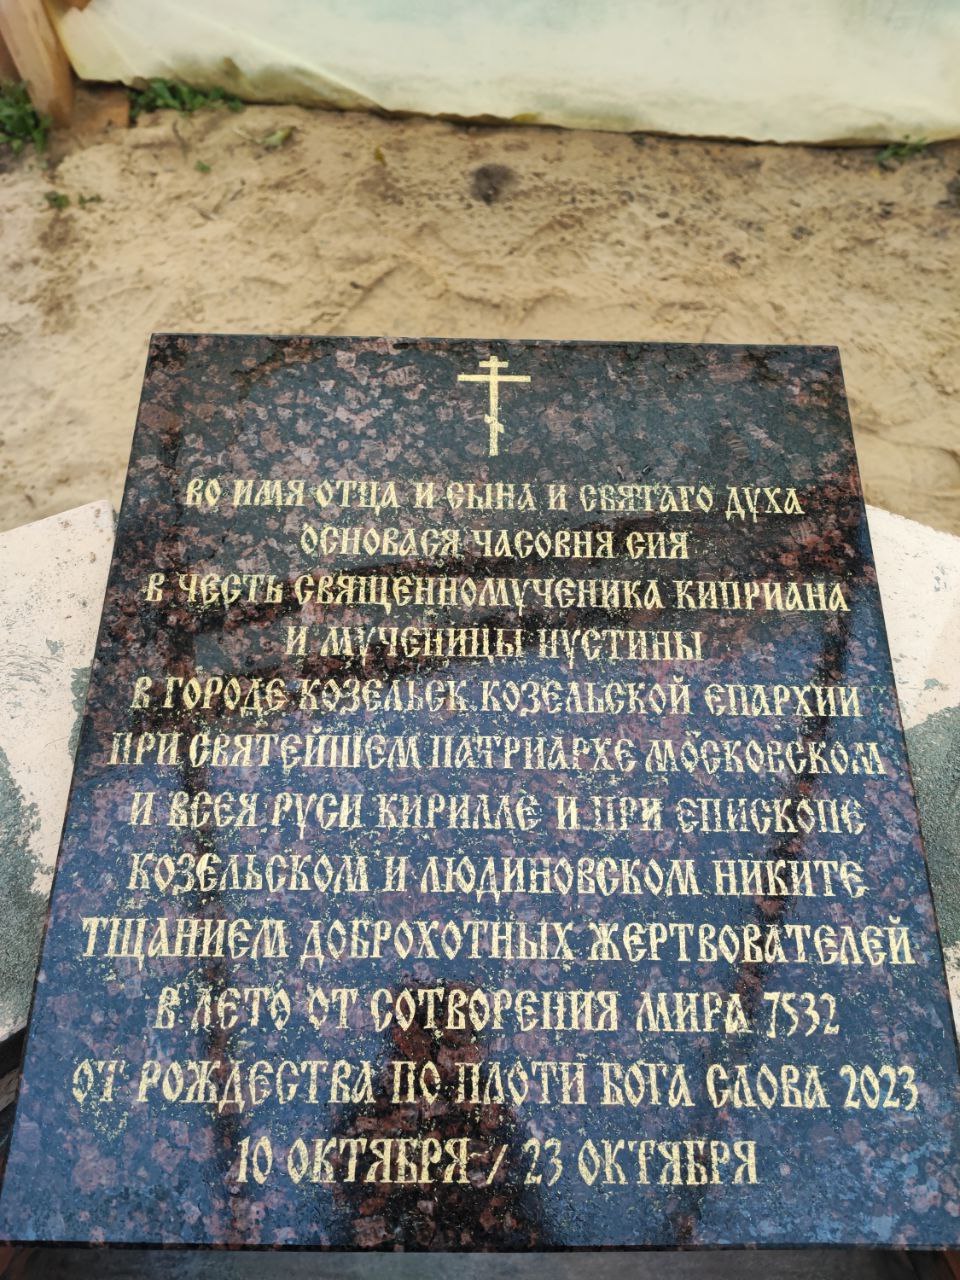 ВО ИМЯ ОТЦА И СЫНА И СВЯТАГО ДУХА
ОСНОВАСЯ ЧАСОВНЯ СИЯ
В ЧЕСТЬ СВЯЩЕННОМУЧЕНИКА КИПРИАНА
И МУЧЕНИЦЫ ИУСТИНЫ
В ГОРОДЕ КОЗЕЛЬСК КОЗЕЛЬСКОЙ ЕПАРХИИ
ПРИ СВЯТЕЙШЕМ ПАТРИАРХЕ МОСКОВСКОМ
И ВСЕЯ РУСИ КИРИЛЛЕ И ПРИ ЕПИСКОПЕ
КОЗЕЛЬСКОМ И ЛЮДИНОВСКОМ НИКИТЕ
ТЩАНИЕМ ДОБРОХОТНЫХ ЖЕРТВОВАТЕЛЕЙ
В ЛЕТО ОТ СОТВОРЕНИЯ МИРА 7532
ОТ РОЖДЕСТВА ПО ПЛОТИ БОГА СЛОВА 2023
10 ОКТЯБРЯ / 23 ОКТЯБРЯ